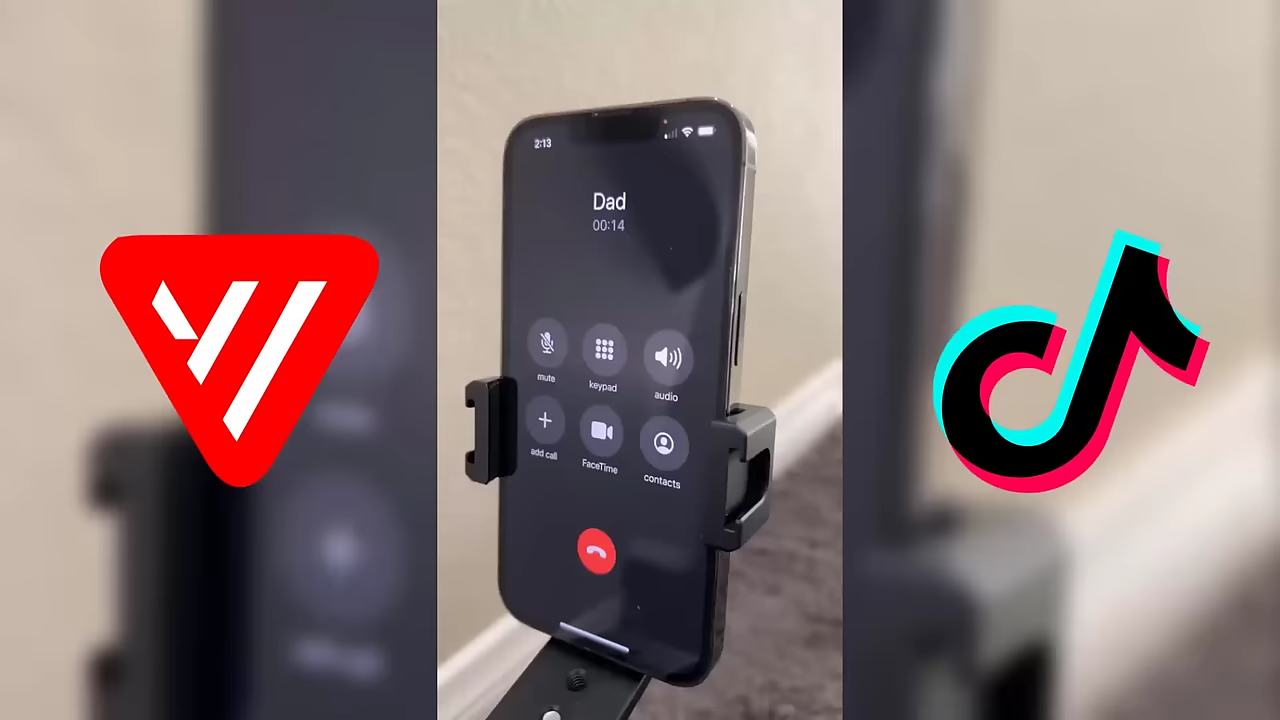 2:13
Dad
00:14
mute
keypad
audio
add call
FaceTime
contacts